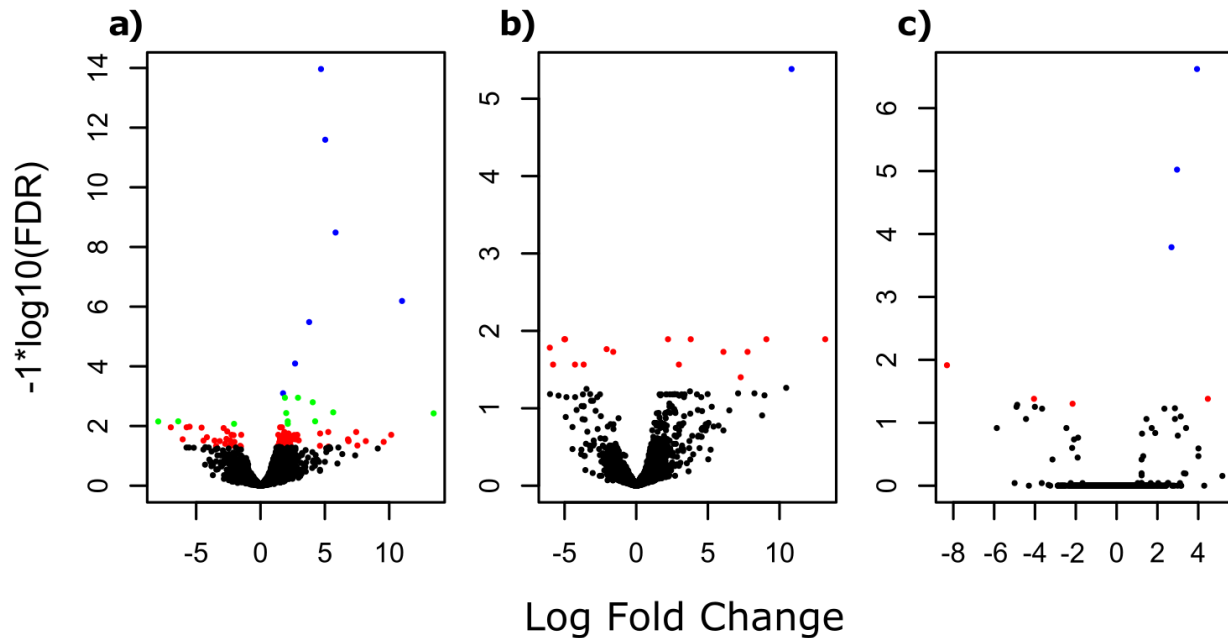 a) b) c)
-1*log10(FDR)
0 2 4 6 8 10 12 14
-5 0 5 10
0 1 2 3 4 5
-5 0 5 10
0 1 2 3 4 5 6
-8 -6 -4 -2 0 2 4
Log Fold Change